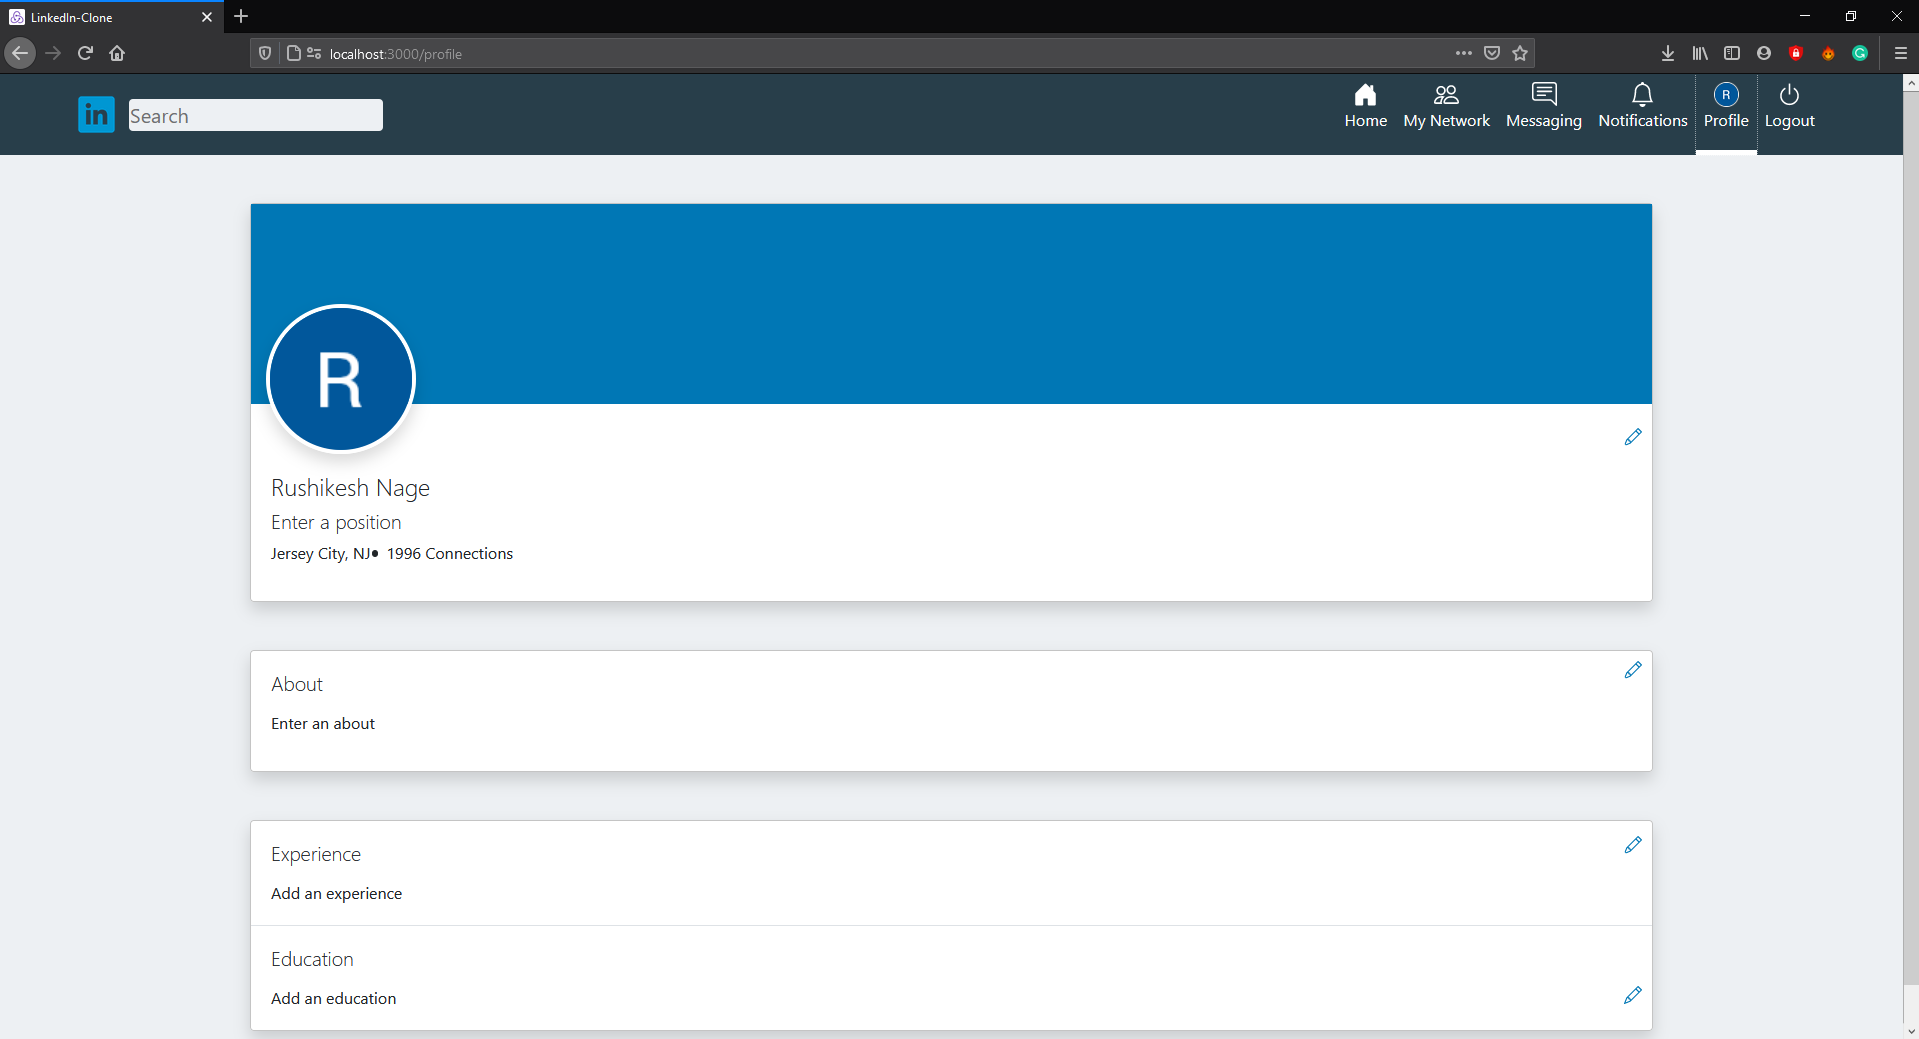 LinkedIn-Clone
localhost:3000/profile
in
Search
Home
My Network
Messaging
Notifications
R
Profile
Logout
R
Rushikesh Nage
Enter a position
Jersey City, NJ• 1996 Connections
About
Enter an about
Experience
Add an experience
Education
Add an education